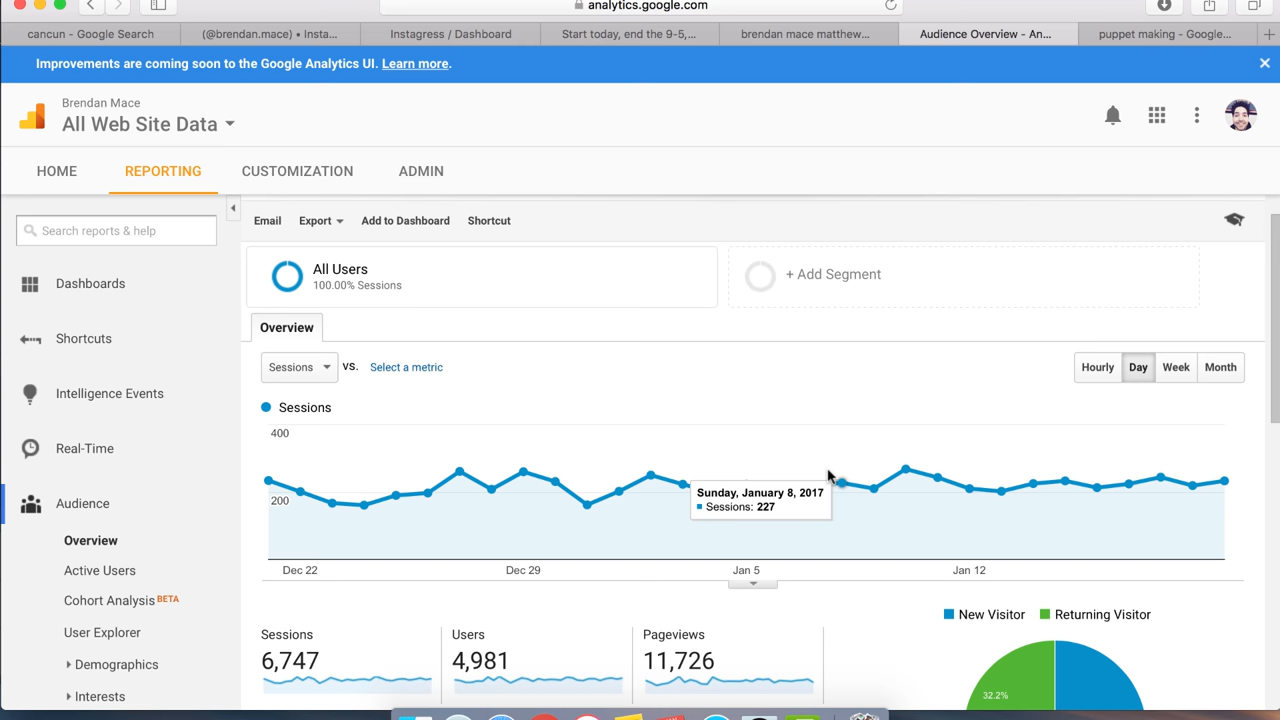 analytics.google.com
cancun - Google Search
(@brendan.mace) • Insta...
Instagress / Dashboard
Start today, end the 9-5,...
brendan mace matthew...
Audience Overview - An...
puppet making - Google...
Improvements are coming soon to the Google Analytics UI. Learn more.
Brendan Mace
All Web Site Data
HOME
REPORTING
CUSTOMIZATION
ADMIN
Search reports & help
Email
Export
Add to Dashboard
Shortcut
All Users
100.00% Sessions
+ Add Segment
Dashboards
Shortcuts
Intelligence Events
Real-Time
Audience
Overview
Active Users
Cohort Analysis BETA
User Explorer
Demographics
Interests
Overview
Sessions
VS.
Select a metric
Hourly
Day
Week
Month
Sessions
400
200
Sunday, January 8, 2017
Sessions: 227
Dec 22
Dec 29
Jan 5
Jan 12
New Visitor
Returning Visitor
Sessions
6,747
Users
4,981
Pageviews
11,726
32.2%